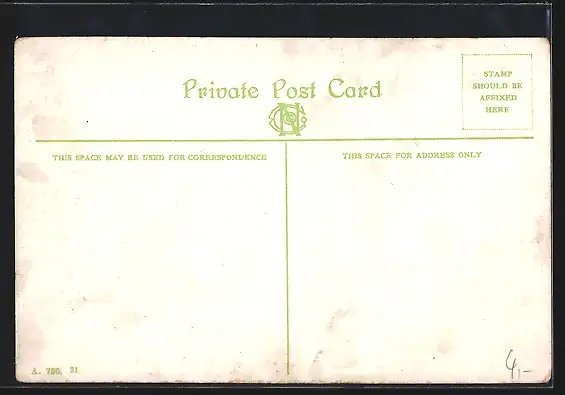 Private Post Card
STAMP
SHOULD BE
AFFIXED
HERE
THIS SPACE MAY BE USED FOR CORRESPONDENCE
THIS SPACE FOR ADDRESS ONLY
A. 780. 31
4,-